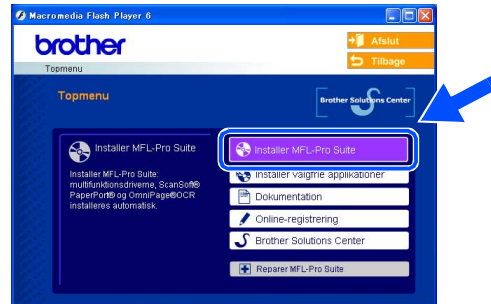 Macromedia Flash Player 6
brother
Afslut
Tilbage
Topmenu
Topmenu
Brother Solutions Center
Installer MFL-Pro Suite
Installer MFL-Pro Suite:
multifunktionsdriverne, ScanSoft®
PaperPort® og OmniPage®OCR
installeres automatisk.
Installer MFL-Pro Suite
Installer valgfrie applikationer
Dokumentation
Online-registrering
Brother Solutions Center
Reparer MFL-Pro Suite